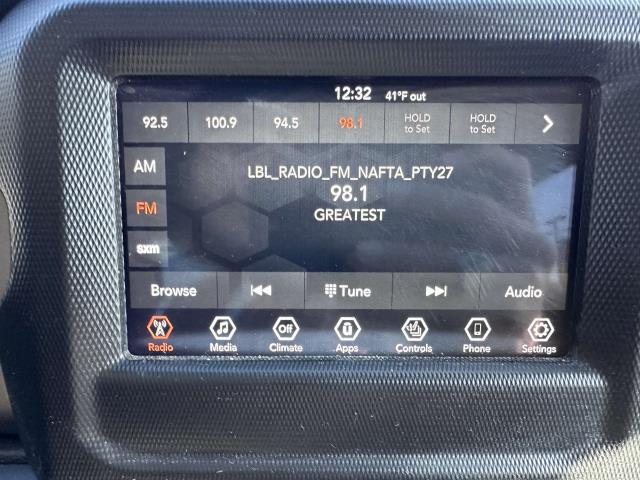 12:32 41°F out
92.5 100.9 94.5 98.1 HOLD to Set HOLD to Set
AM
LBL_RADIO_FM_NAFTA_PTY27
98.1
FM
GREATEST
sxm
Browse Tune Audio
Off
Radio Media Climate Apps Controls Phone Settings